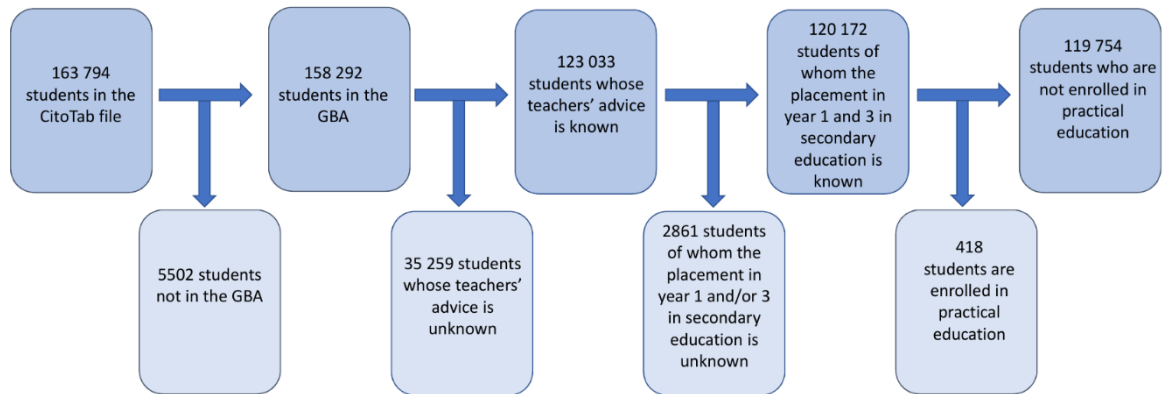 163 794
students in the
CitoTab file
158 292
students in the
GBA
123 033
students whose
teachers’ advice
is known
120 172
students of
whom the
placement in
year 1 and 3 in
secondary
education is
known
119 754
students who are
not enrolled in
practical
education
5502 students
not in the GBA
35 259 students
whose teachers’
advice is
unknown
2861 students
of whom the
placement in
year 1 and/or 3
in secondary
education is
unknown
418
students are
enrolled in
practical
education